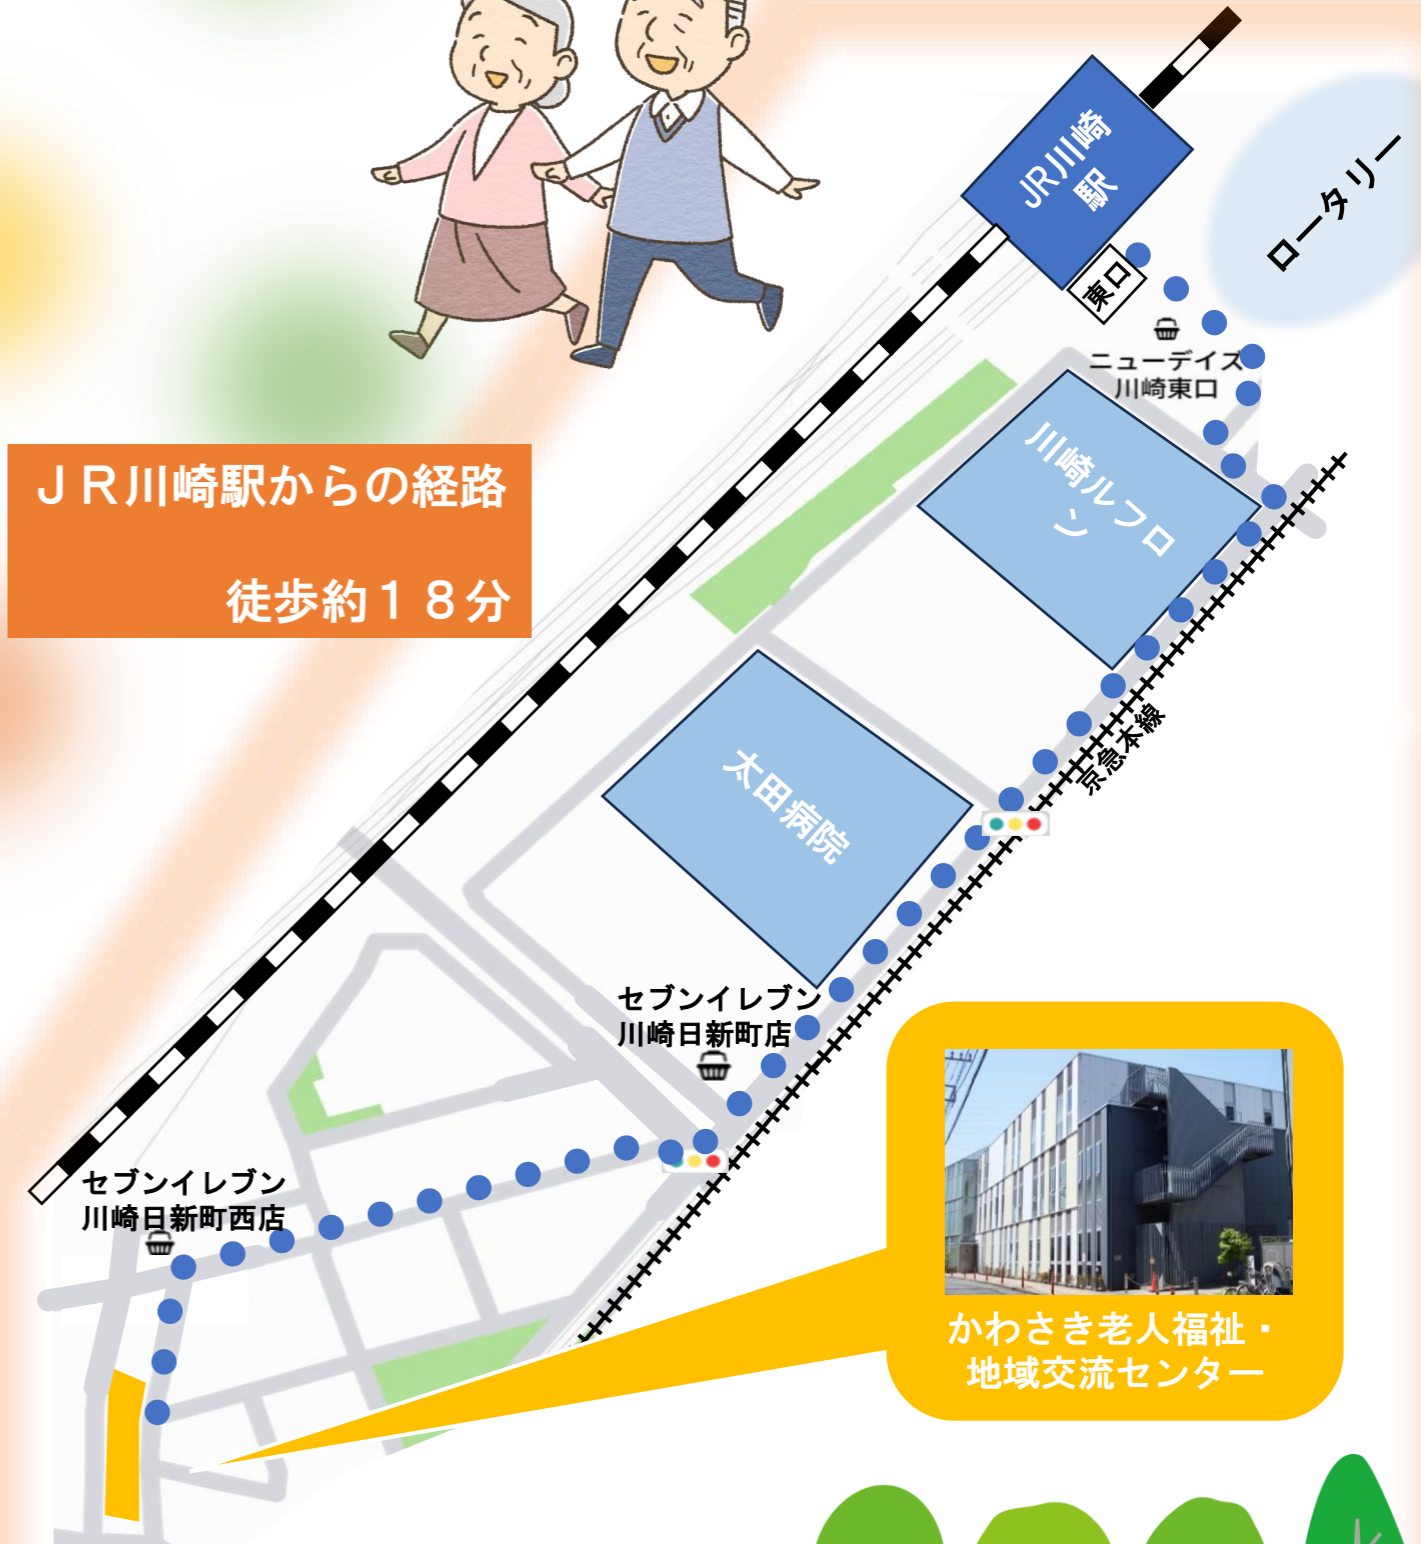 JR川崎
駅
ロータリー
東口
ニューデイズ
川崎東口
川崎ルフロ
ン
ＪＲ川崎駅からの経路
徒歩約１８分
京急本線
太田病院
セブンイレブン
川崎日新町店
セブンイレブン
川崎日新町西店
かわさき老人福祉・
地域交流センター